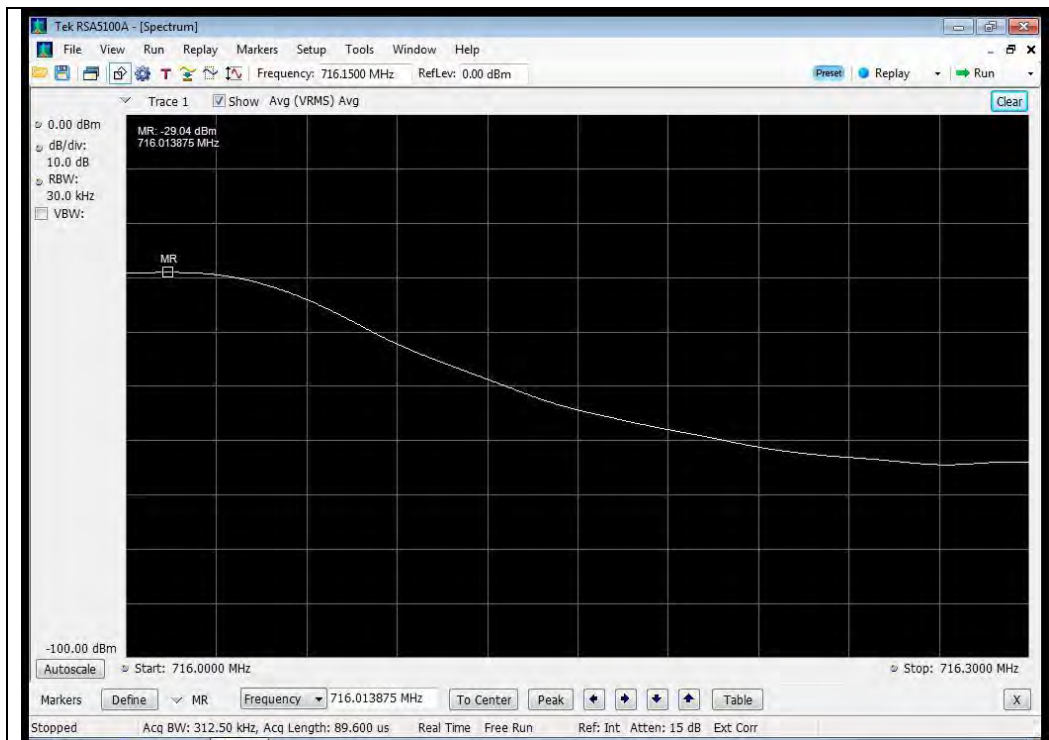 Tek RSA5100A - [Spectrum]
File View Run Replay Markers Setup Tools Window Help
T Frequency: 716.1500 MHz RefLev: 0.00 dBm Preset Replay Run
Trace 1 Show Avg (VRMS) Avg Clear
0.00 dBm
dB/div:
10.0 dB
RBW:
30.0 kHz
VBW:
MR: -29.04 dBm
716.013875 MHz
MR
-100.00 dBm
Autoscale Start: 716.0000 MHz Stop: 716.3000 MHz
Markers Define MR Frequency 716.013875 MHz To Center Peak Table X
Stopped Acq BW: 312.50 kHz, Acq Length: 89.600 us Real Time Free Run Ref: Int Atten: 15 dB Ext Corr